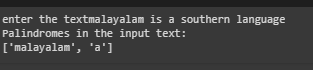 enter the textmalayalam is a southern language
Palindromes in the input text:
['malayalam', 'a']